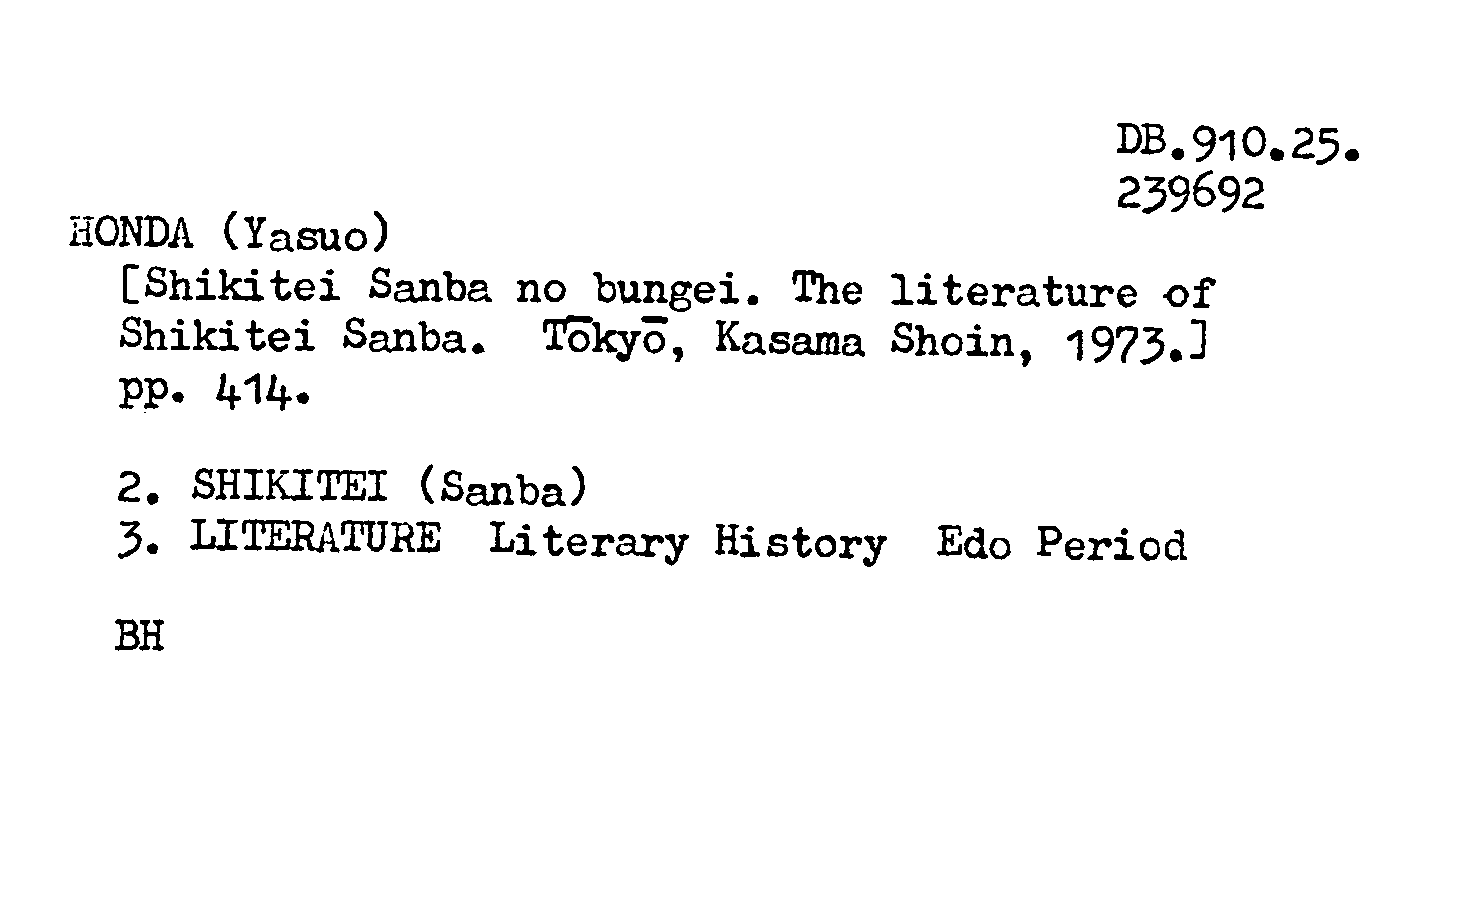 DB.910.25.
239692
HONDA (Yasuo)
[Shikitei Sanba no bungei. The literature of
Shikitei Sanba. Tōkyō, Kasama Shoin, 1973.]
pp. 414.
2. SHIKITEI (Sanba)
3. LITERATURE Literary History Edo Period
BH